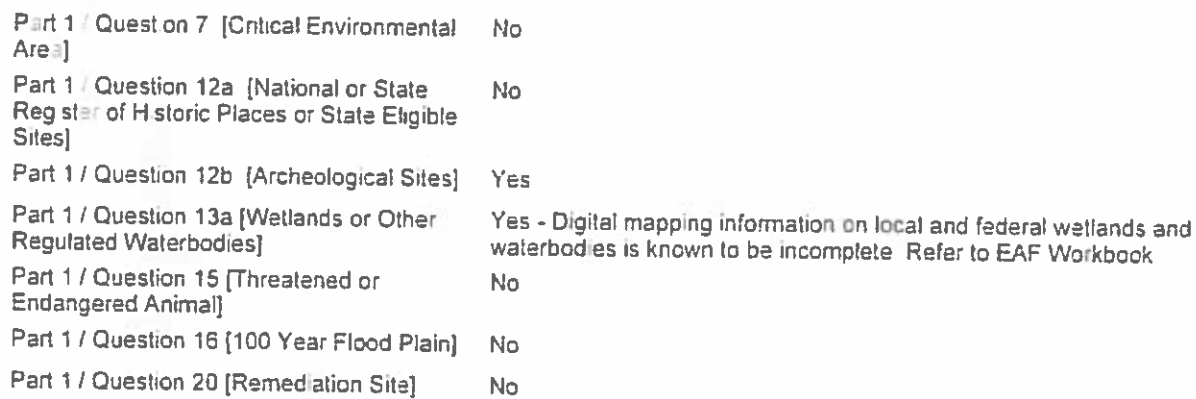 Part 1 / Question 7 [Critical Environmental No
Area]
Part 1 / Question 12a [National or State No
Register of Historic Places or State Eligible
Sites]
Part 1 / Question 12b [Archeological Sites] Yes
Part 1 / Question 13a [Wetlands or Other Yes - Digital mapping information on local and federal wetlands and
Regulated Waterbodies] waterbodies is known to be incomplete Refer to EAF Workbook
Part 1 / Question 15 [Threatened or No
Endangered Animal]
Part 1 / Question 16 [100 Year Flood Plain] No
Part 1 / Question 20 [Remediation Site] No